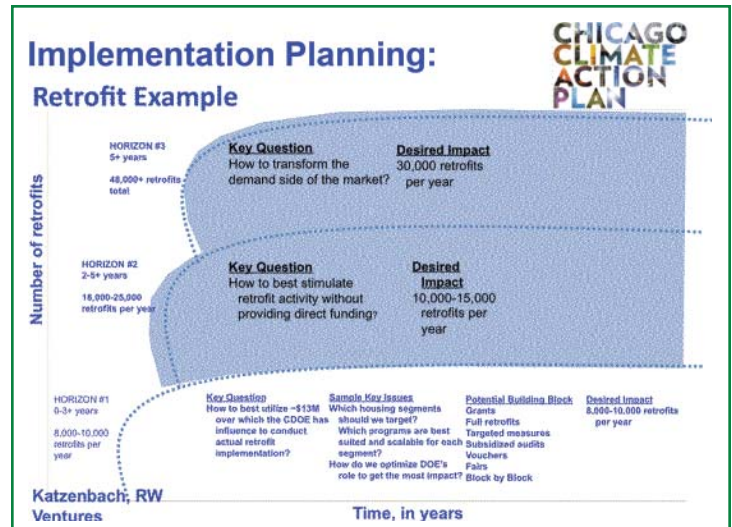 Implementation Planning:
Retrofit Example
CHICAGO
CLIMATE
ACTION
PLAN
Number of retrofits
HORIZON #3
5+ years
48,000+ retrofits
total
Key Question
How to transform the
demand side of the market?
Desired Impact
30,000 retrofits
per year
HORIZON #2
2-5+ years
18,000-25,000
retrofits per year
Key Question
How to best stimulate
retrofit activity without
providing direct funding?
Desired
Impact
10,000-15,000
retrofits per
year
HORIZON #1
0-3+ years
8,000-10,000
retrofits per
year
Key Question
How to best utilize ~$13M
over which the CDOE has
influence to conduct
actual retrofit
implementation?
Sample Key Issues
Which housing segments
should we target?
Which programs are best
suited and scalable for each
segment?
How do we optimize DOE's
role to get the most impact?
Potential Building Block
Grants
Full retrofits
Targeted measures
Subsidized audits
Vouchers
Fairs
Block by Block
Desired Impact
8,000-10,000 retrofits
per year
Katzenbach, RW
Ventures
Time, in years